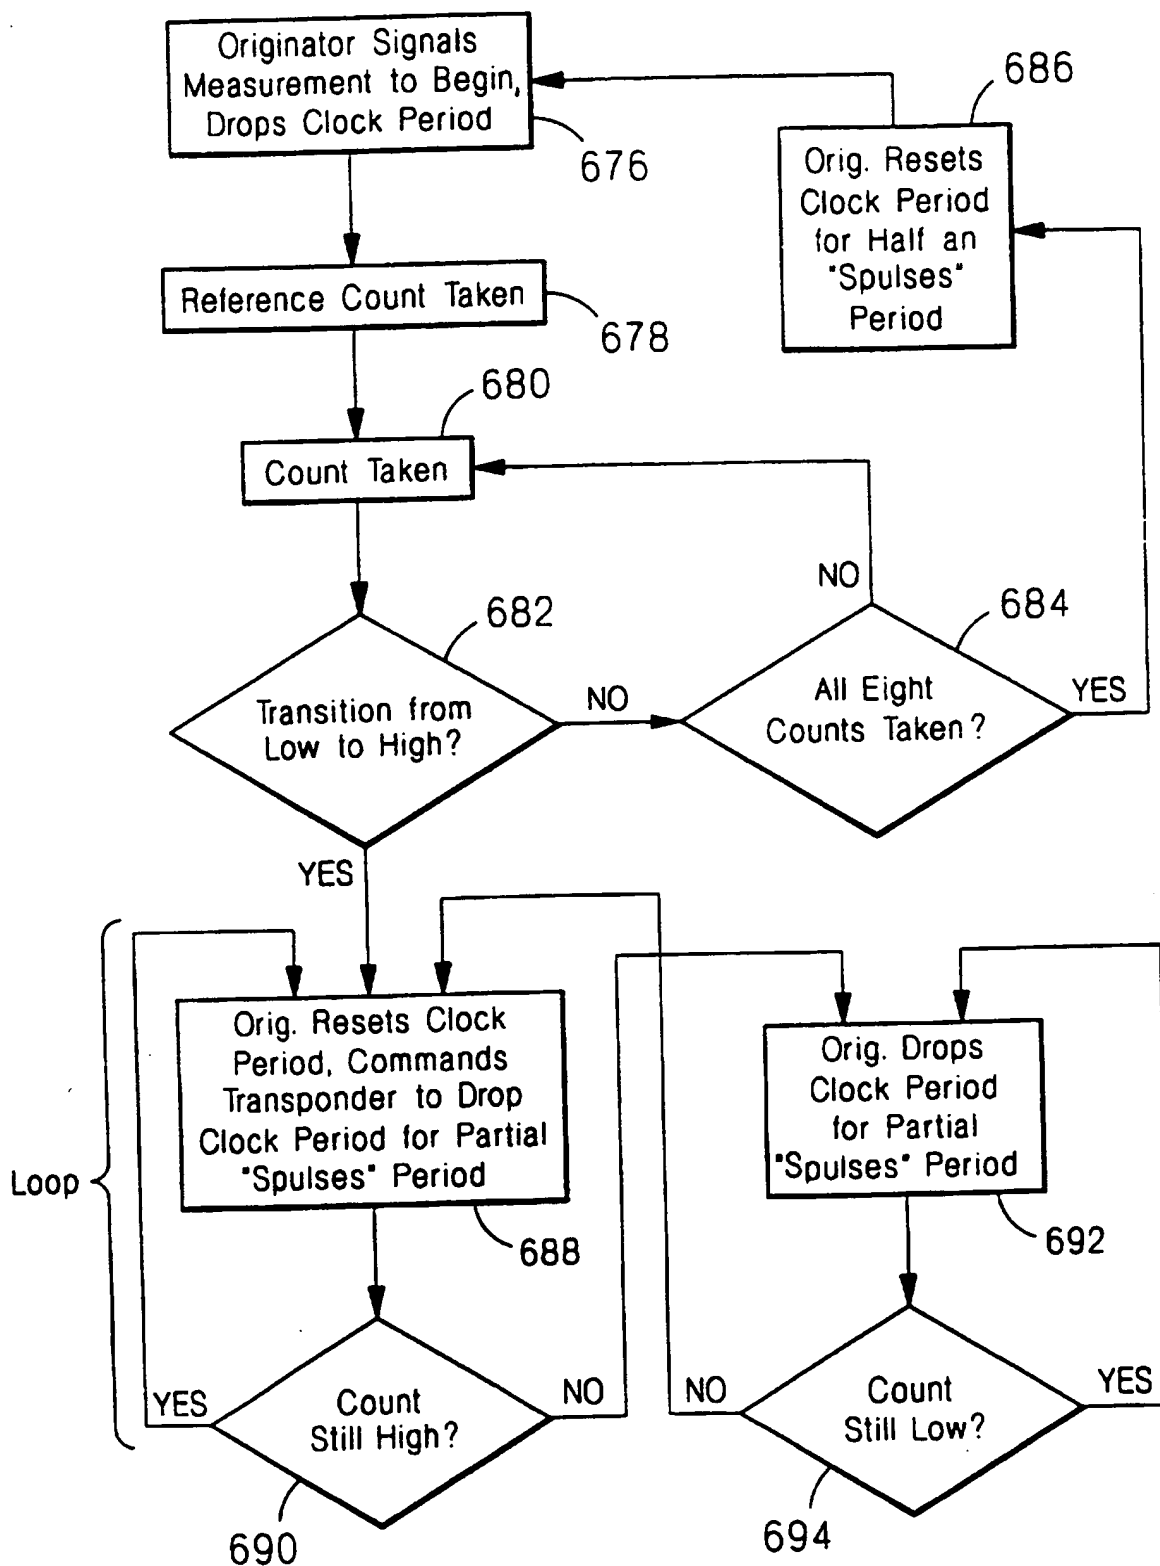 Originator Signals
Measurement to Begin,
Drops Clock Period
676
686
Orig. Resets
Clock Period
for Half an
"Spulses"
Period
Reference Count Taken
678
680
Count Taken
NO
682
684
Transition from
Low to High?
NO
All Eight
Counts Taken?
YES
YES
Loop
Orig. Resets Clock
Period, Commands
Transponder to Drop
Clock Period for Partial
"Spulses" Period
688
Orig. Drops
Clock Period
for Partial
"Spulses" Period
692
YES
Count
Still High?
NO
690
NO
Count
Still Low?
YES
694